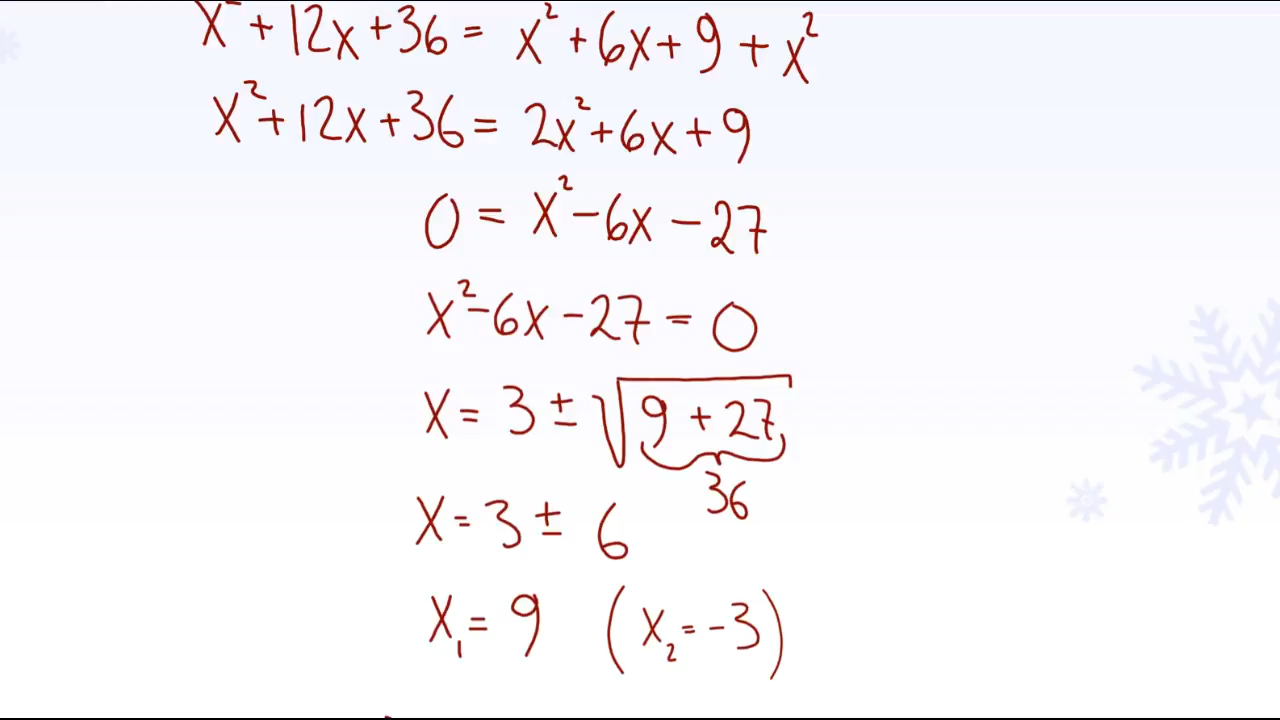 x² + 12x + 36 = x² + 6x + 9 + x²
x² + 12x + 36 = 2x² + 6x + 9
0 = x² - 6x - 27
x² - 6x - 27 = 0
x = 3 ± √(9 + 27)
36
x = 3 ± 6
x₁ = 9 (x₂ = -3)